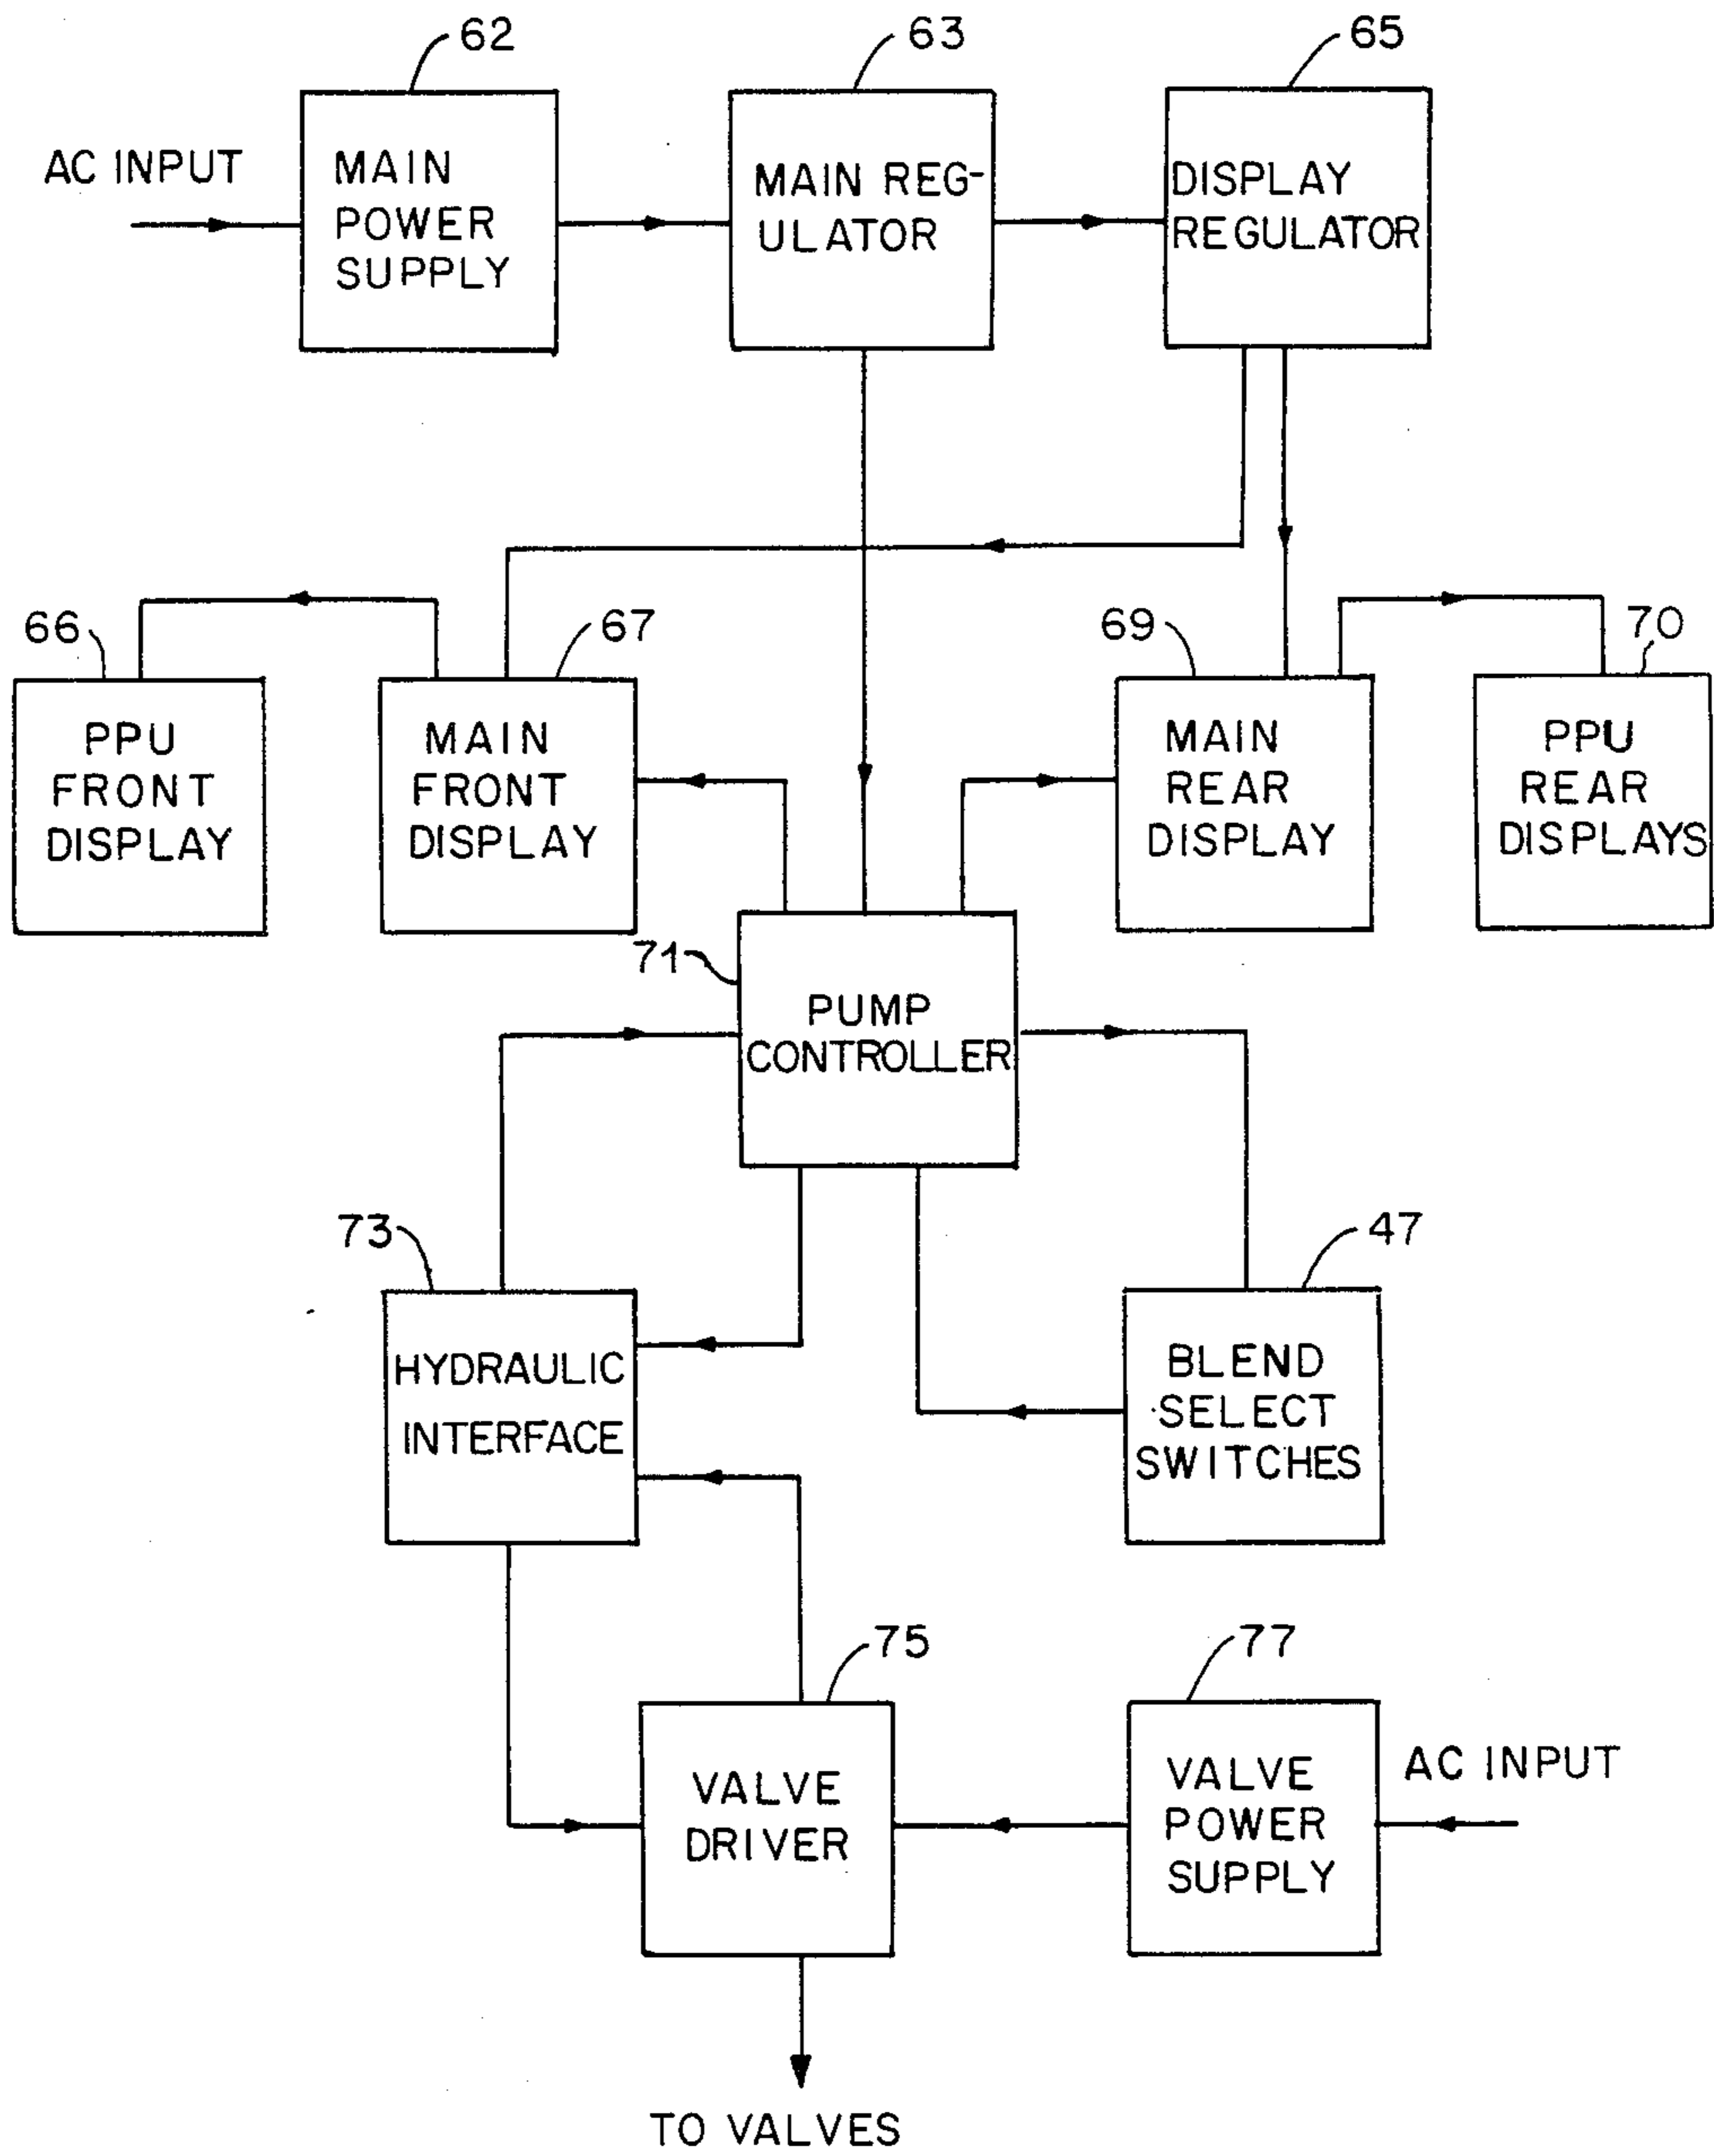 62
63
65
AC INPUT
MAIN
POWER
SUPPLY
MAIN REG-
ULATOR
DISPLAY
REGULATOR
66
67
69
70
PPU
FRONT
DISPLAY
MAIN
FRONT
DISPLAY
MAIN
REAR
DISPLAY
PPU
REAR
DISPLAYS
71
PUMP
CONTROLLER
73
47
HYDRAULIC
INTERFACE
BLEND
SELECT
SWITCHES
75
77
VALVE
DRIVER
VALVE
POWER
SUPPLY
AC INPUT
TO VALVES